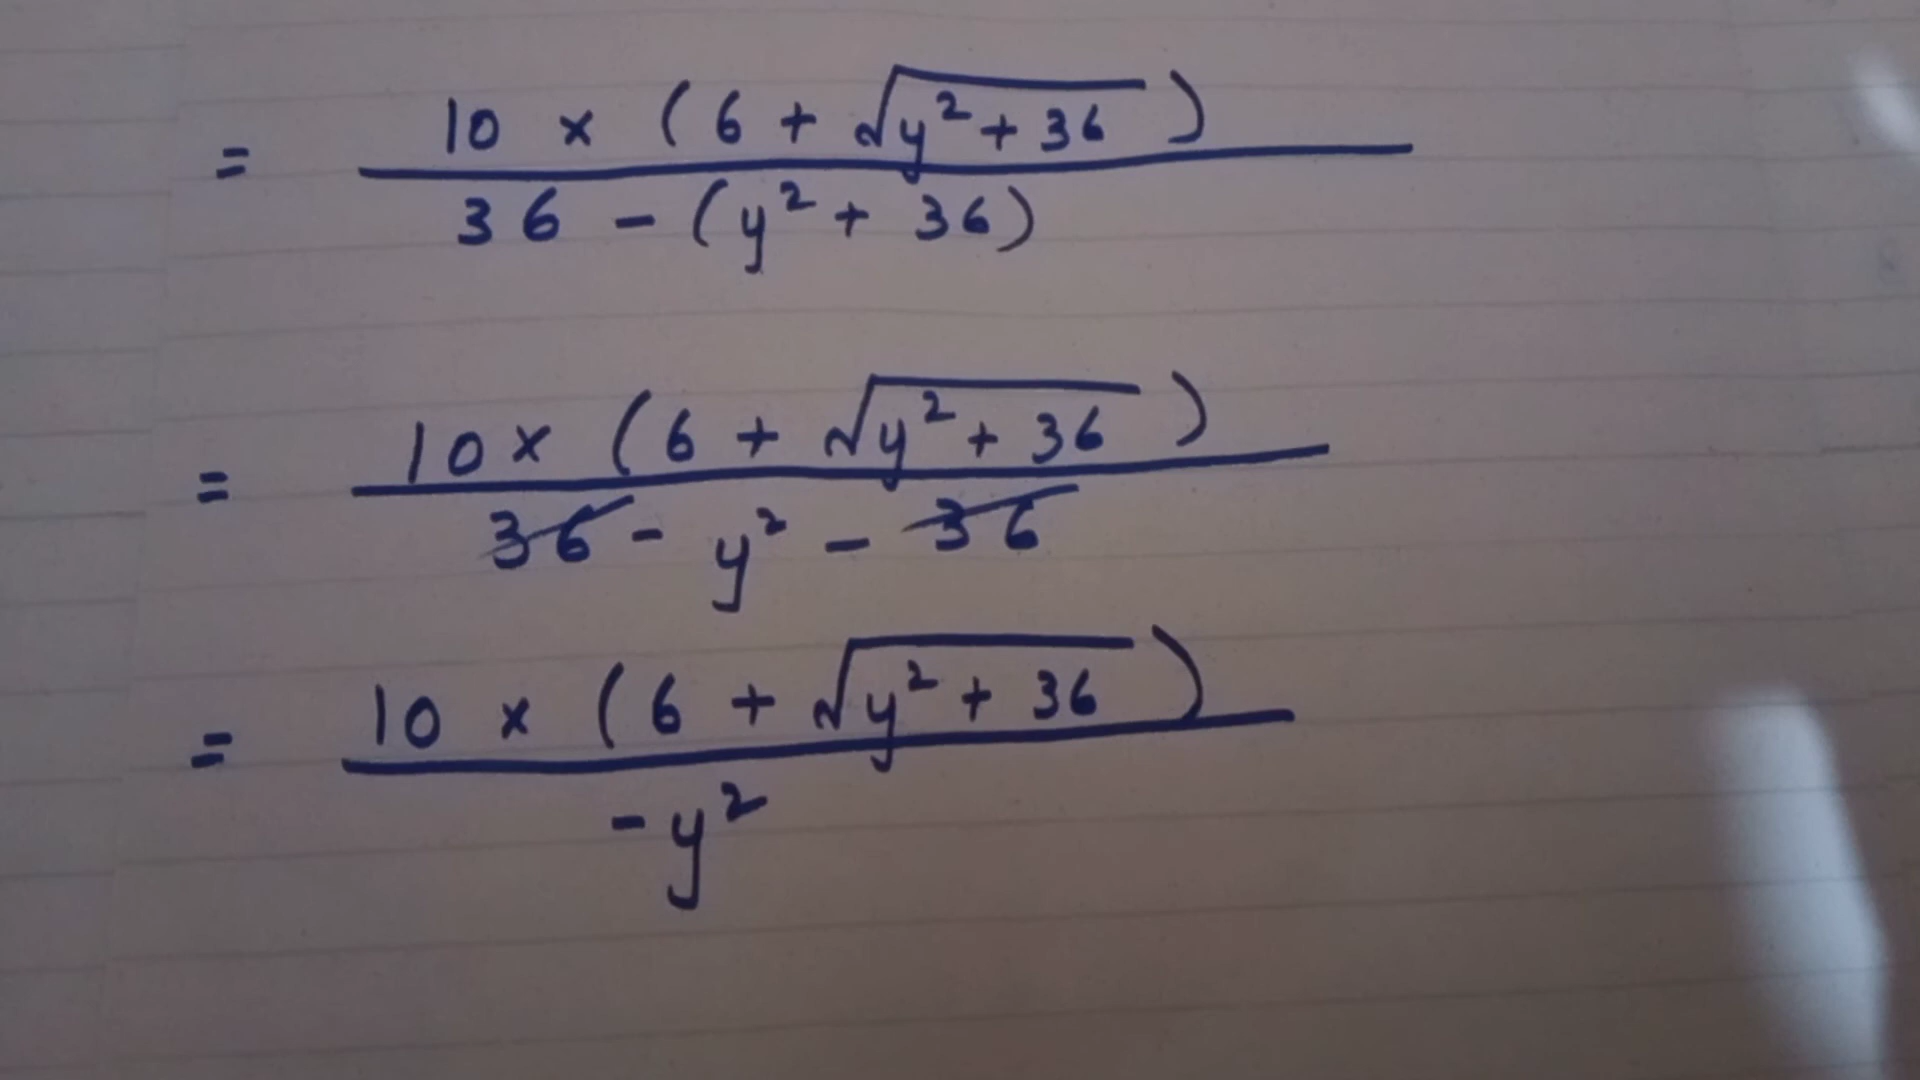 = 10 × (6 + √(y² + 36)) / 36 - (y² + 36)
= 10 × (6 + √(y² + 36)) / 36 - y² - 36
= 10 × (6 + √(y² + 36)) / -y²